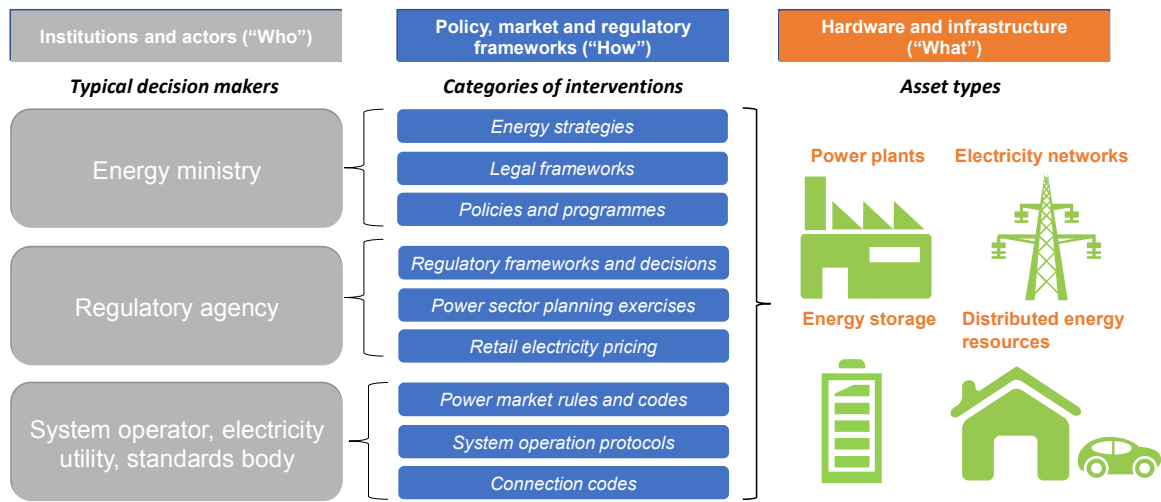 Institutions and actors (“Who”)
Policy, market and regulatory
frameworks (“How”)
Hardware and infrastructure
(“What”)
Typical decision makers
Categories of interventions
Asset types
Energy ministry
Energy strategies
Legal frameworks
Policies and programmes
Regulatory agency
Regulatory frameworks and decisions
Power sector planning exercises
Retail electricity pricing
System operator, electricity
utility, standards body
Power market rules and codes
System operation protocols
Connection codes
Power plants
Electricity networks
Energy storage
Distributed energy
resources